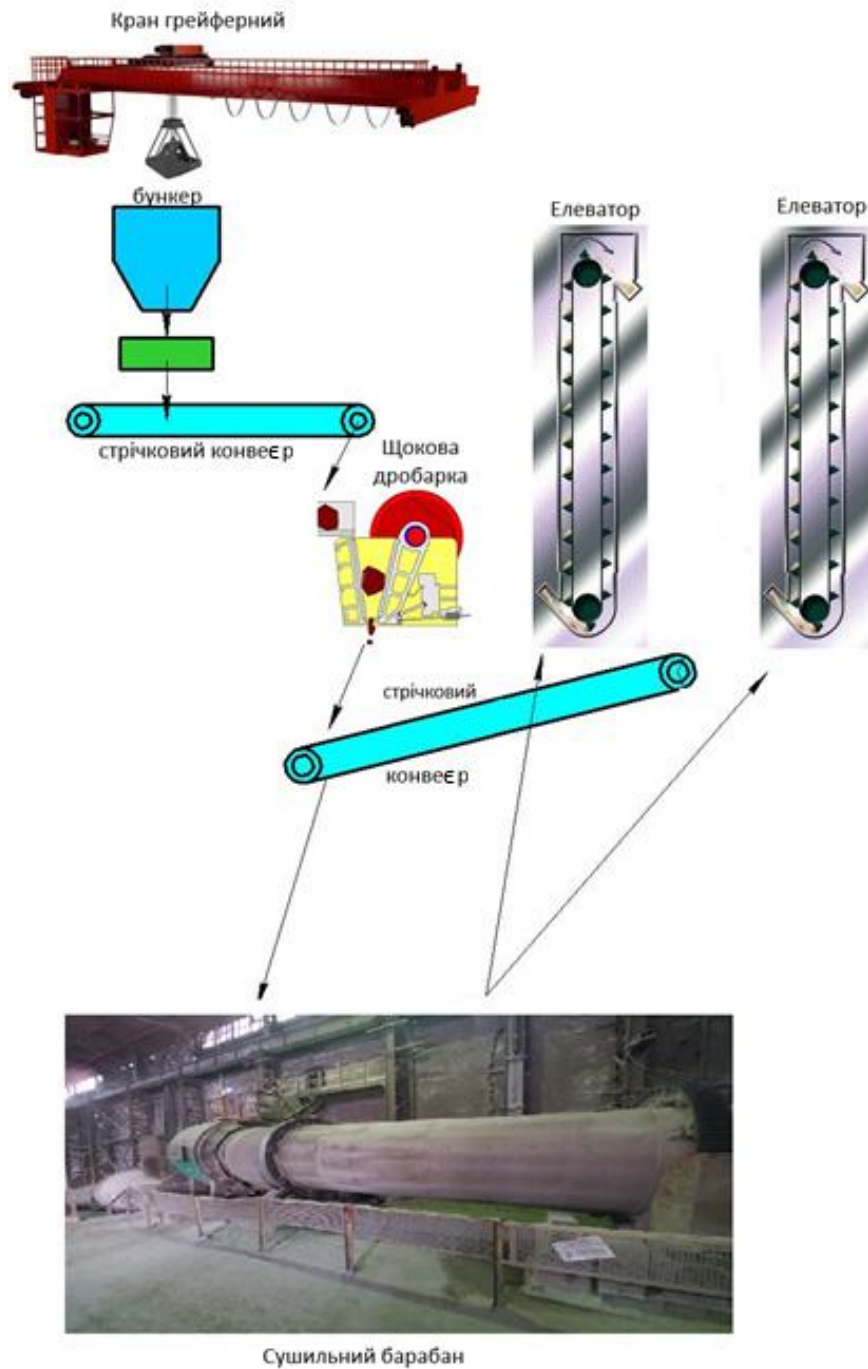 Кран грейферний
бункер
Елеватор
Елеватор
стрічковий конвеєр
Щокова
дробарка
стрічковий
конвеєр
Сушильний барабан